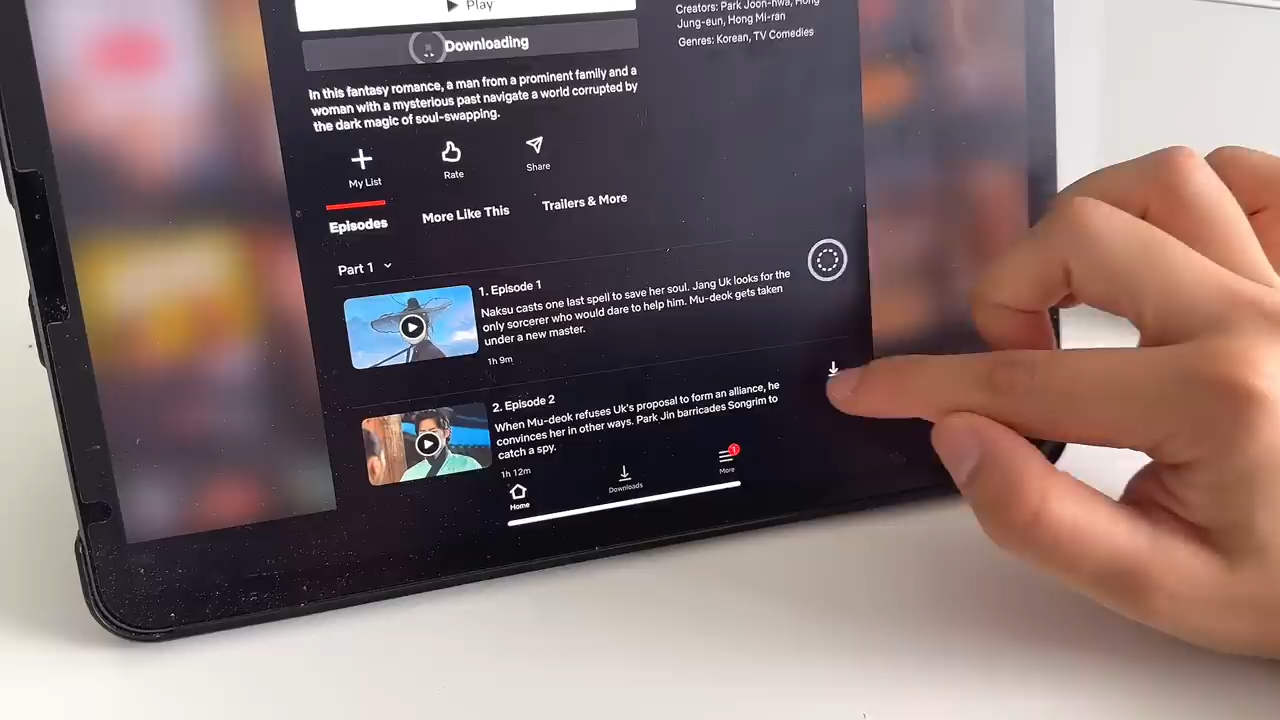 Play
Downloading
In this fantasy romance, a man from a prominent family and a
woman with a mysterious past navigate a world corrupted by
the dark magic of soul-swapping.
Creators: Park Joon-hwa, Hong
Jung-eun, Hong Mi-ran
Genres: Korean, TV Comedies
My List
Rate
Share
Episodes
More Like This
Trailers & More
Part 1
1. Episode 1
Naksu casts one last spell to save her soul. Jang Uk looks for the
only sorcerer who would dare to help him. Mu-deok gets taken
under a new master.
1h 9m
2. Episode 2
When Mu-deok refuses Uk's proposal to form an alliance, he
convinces her in other ways. Park Jin barricades Songrim to
catch a spy.
1h 12m
Home
Downloads
1
More